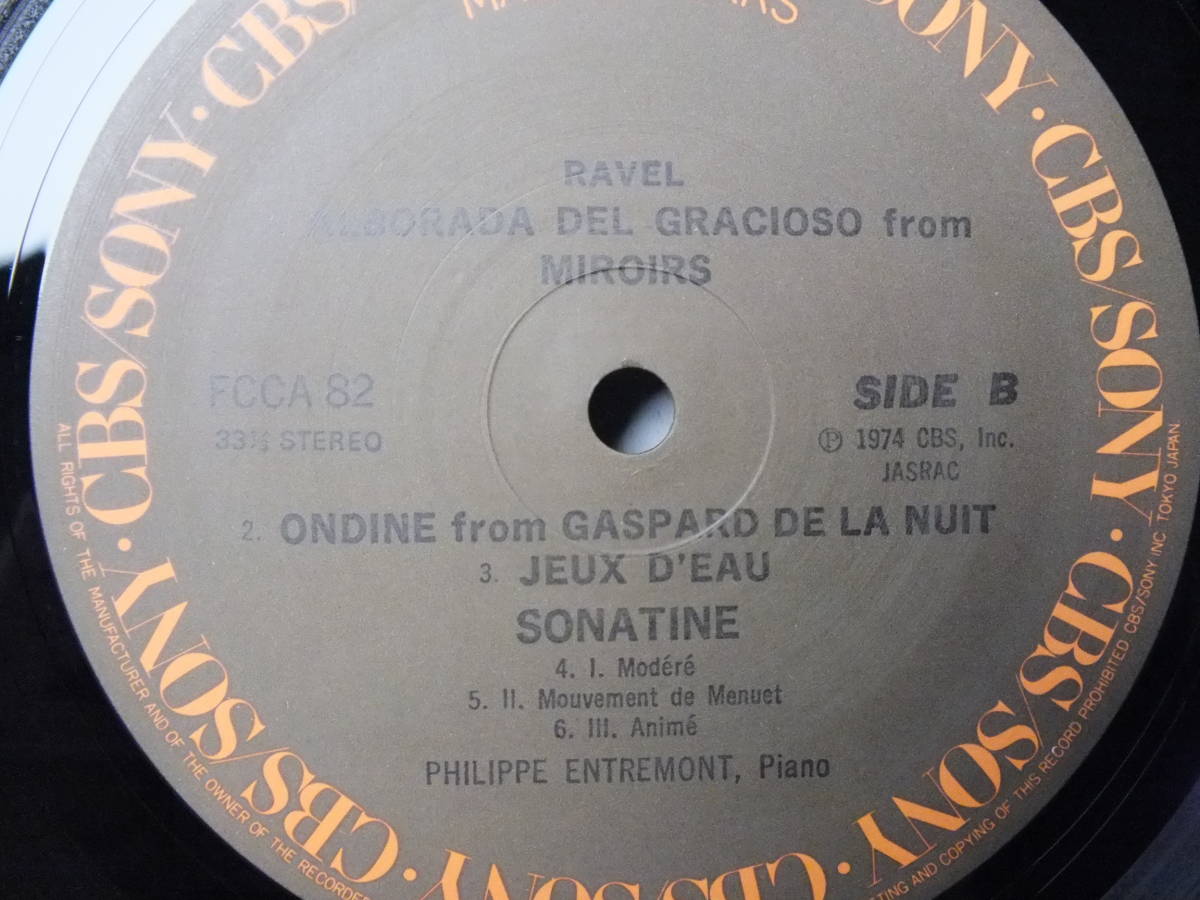 RAVEL
ALBORADA DEL GRACIOSO from
MIROIRS
FCCA 82
33⅓ STEREO
SIDE B
Ⓟ 1974 CBS, Inc.
JASRAC
2. ONDINE from GASPARD DE LA NUIT
3. JEUX D'EAU
SONATINE
4. I. Modéré
5. II. Mouvement de Menuet
6. III. Animé
PHILIPPE ENTREMONT, Piano
CBS/SONY · CBS/SONY · CBS/SONY · CBS/SONY · CBS/SONY · CBS/SONY · CBS/SONY
ALL RIGHTS OF THE MANUFACTURER AND OF THE OWNER OF THE RECORDED
AND COPYING OF THIS RECORD PROHIBITED CBS/SONY INC TOKYO JAPAN.